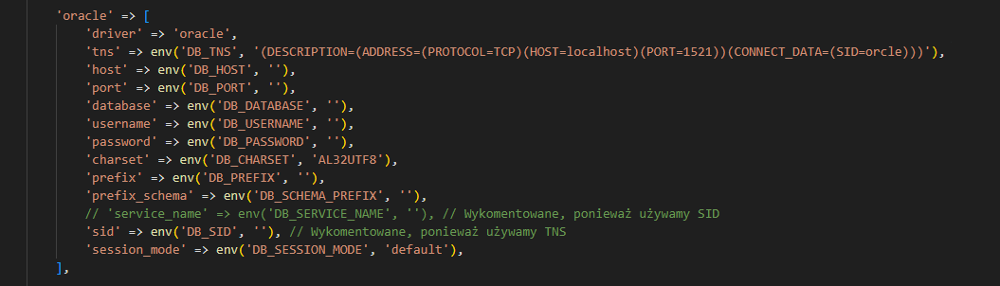 'oracle' => [
'driver' => 'oracle',
'tns' => env('DB_TNS', '(DESCRIPTION=(ADDRESS=(PROTOCOL=TCP)(HOST=localhost)(PORT=1521))(CONNECT_DATA=(SID=orcle)))'),
'host' => env('DB_HOST', ''),
'port' => env('DB_PORT', ''),
'database' => env('DB_DATABASE', ''),
'username' => env('DB_USERNAME', ''),
'password' => env('DB_PASSWORD', ''),
'charset' => env('DB_CHARSET', 'AL32UTF8'),
'prefix' => env('DB_PREFIX', ''),
'prefix_schema' => env('DB_SCHEMA_PREFIX', ''),
// 'service_name' => env('DB_SERVICE_NAME', ''), // Wykomentowane, ponieważ używamy SID
'sid' => env('DB_SID', ''), // Wykomentowane, ponieważ używamy TNS
'session_mode' => env('DB_SESSION_MODE', 'default'),
],